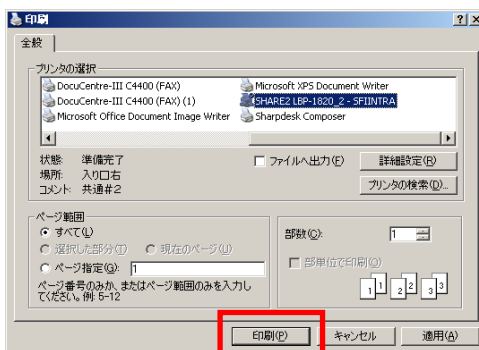 印刷
全般
プリンタの選択
DocuCentre-III C4400 (FAX)
DocuCentre-III C4400 (FAX) (1)
Microsoft Office Document Image Writer
Microsoft XPS Document Writer
SHARE2 LBP-1820_2 - SFIINTRA
Sharpdesk Composer
状態: 準備完了
場所: 入り口右
コメント: 共通#2
ファイルへ出力(F)
詳細設定(R)
プリンタの検索(D)...
ページ範囲
すべて(L)
選択した部分(T) 現在のページ(U)
ページ指定(G): 1
ページ番号のみか、またはページ範囲のみを入力し
てください。例: 5-12
部数(C): 1
部単位で印刷(O)
1 1 2 2 3 3
印刷(P) キャンセル 適用(A)